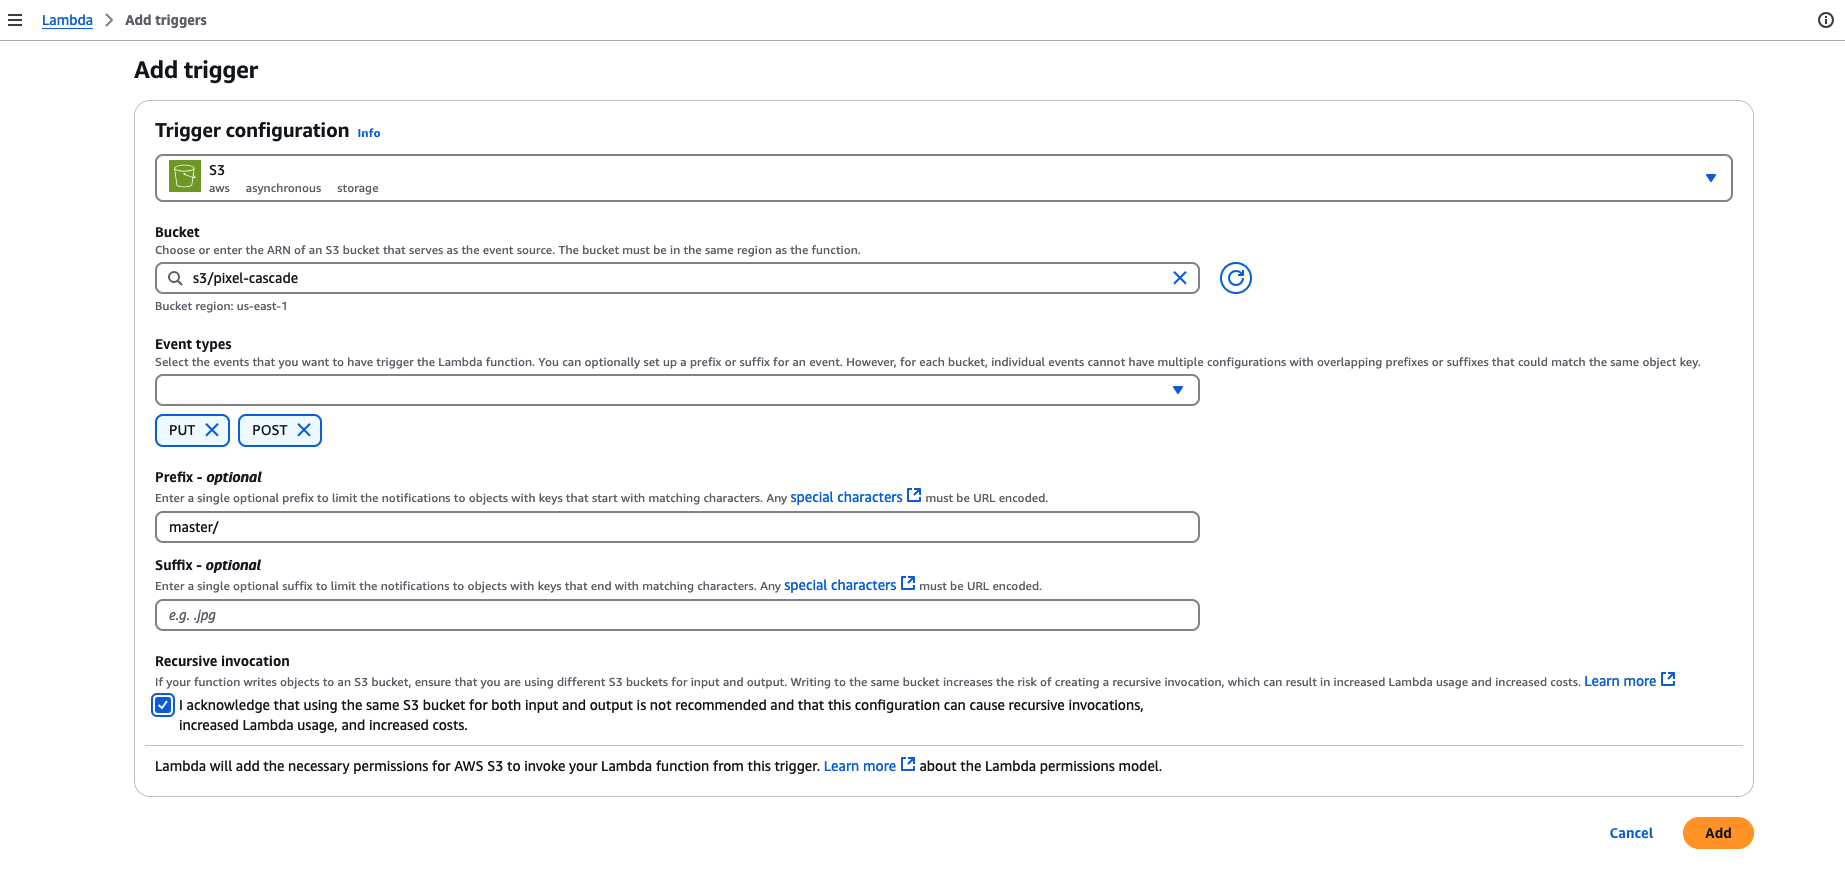 Lambda > Add triggers
Add trigger
Trigger configuration Info
S3
aws asynchronous storage
Bucket
Choose or enter the ARN of an S3 bucket that serves as the event source. The bucket must be in the same region as the function.
s3/pixel-cascade
Bucket region: us-east-1
Event types
Select the events that you want to have trigger the Lambda function. You can optionally set up a prefix or suffix for an event. However, for each bucket, individual events cannot have multiple configurations with overlapping prefixes or suffixes that could match the same object key.
PUT POST
Prefix - optional
Enter a single optional prefix to limit the notifications to objects with keys that start with matching characters. Any special characters must be URL encoded.
master/
Suffix - optional
Enter a single optional suffix to limit the notifications to objects with keys that end with matching characters. Any special characters must be URL encoded.
e.g. .jpg
Recursive invocation
If your function writes objects to an S3 bucket, ensure that you are using different S3 buckets for input and output. Writing to the same bucket increases the risk of creating a recursive invocation, which can result in increased Lambda usage and increased costs. Learn more
I acknowledge that using the same S3 bucket for both input and output is not recommended and that this configuration can cause recursive invocations,
increased Lambda usage, and increased costs.
Lambda will add the necessary permissions for AWS S3 to invoke your Lambda function from this trigger. Learn more about the Lambda permissions model.
Cancel Add